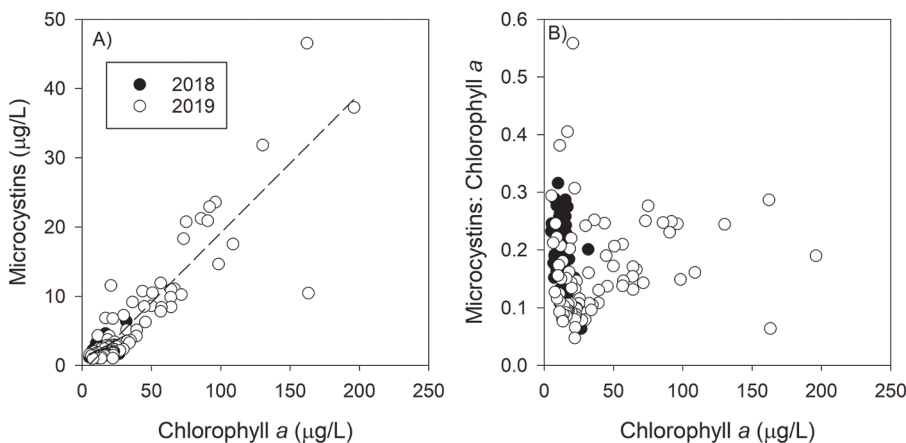 A)
2018
2019
Microcystins (µg/L)
50
40
30
20
10
0
0 50 100 150 200 250
Chlorophyll a (µg/L)
B)
Microcystins: Chlorophyll a
0.6
0.5
0.4
0.3
0.2
0.1
0.0
0 50 100 150 200 250
Chlorophyll a (µg/L)